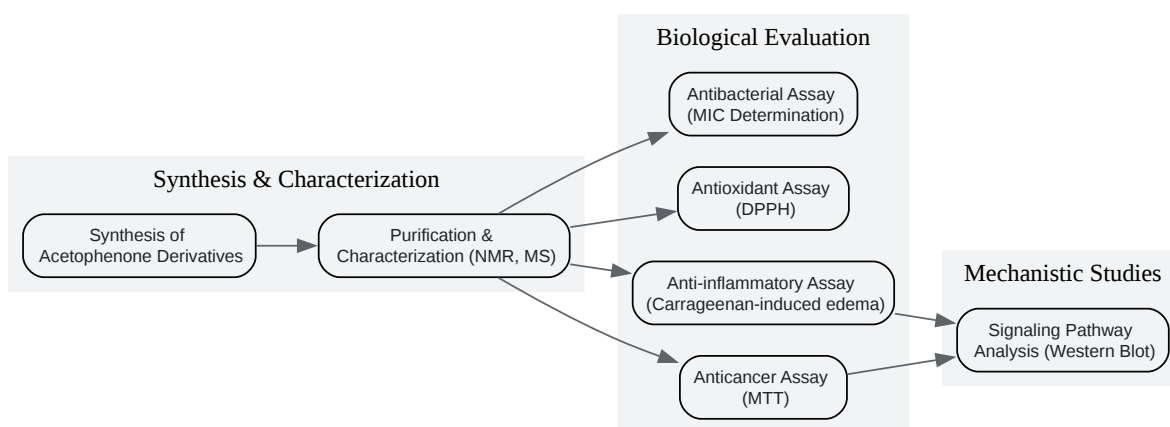 Synthesis & Characterization
Synthesis of
Acetophenone Derivatives
Purification &
Characterization (NMR, MS)
Biological Evaluation
Antibacterial Assay
(MIC Determination)
Antioxidant Assay
(DPPH)
Anti-inflammatory Assay
(Carrageenan-induced edema)
Anticancer Assay
(MTT)
Mechanistic Studies
Signaling Pathway
Analysis (Western Blot)